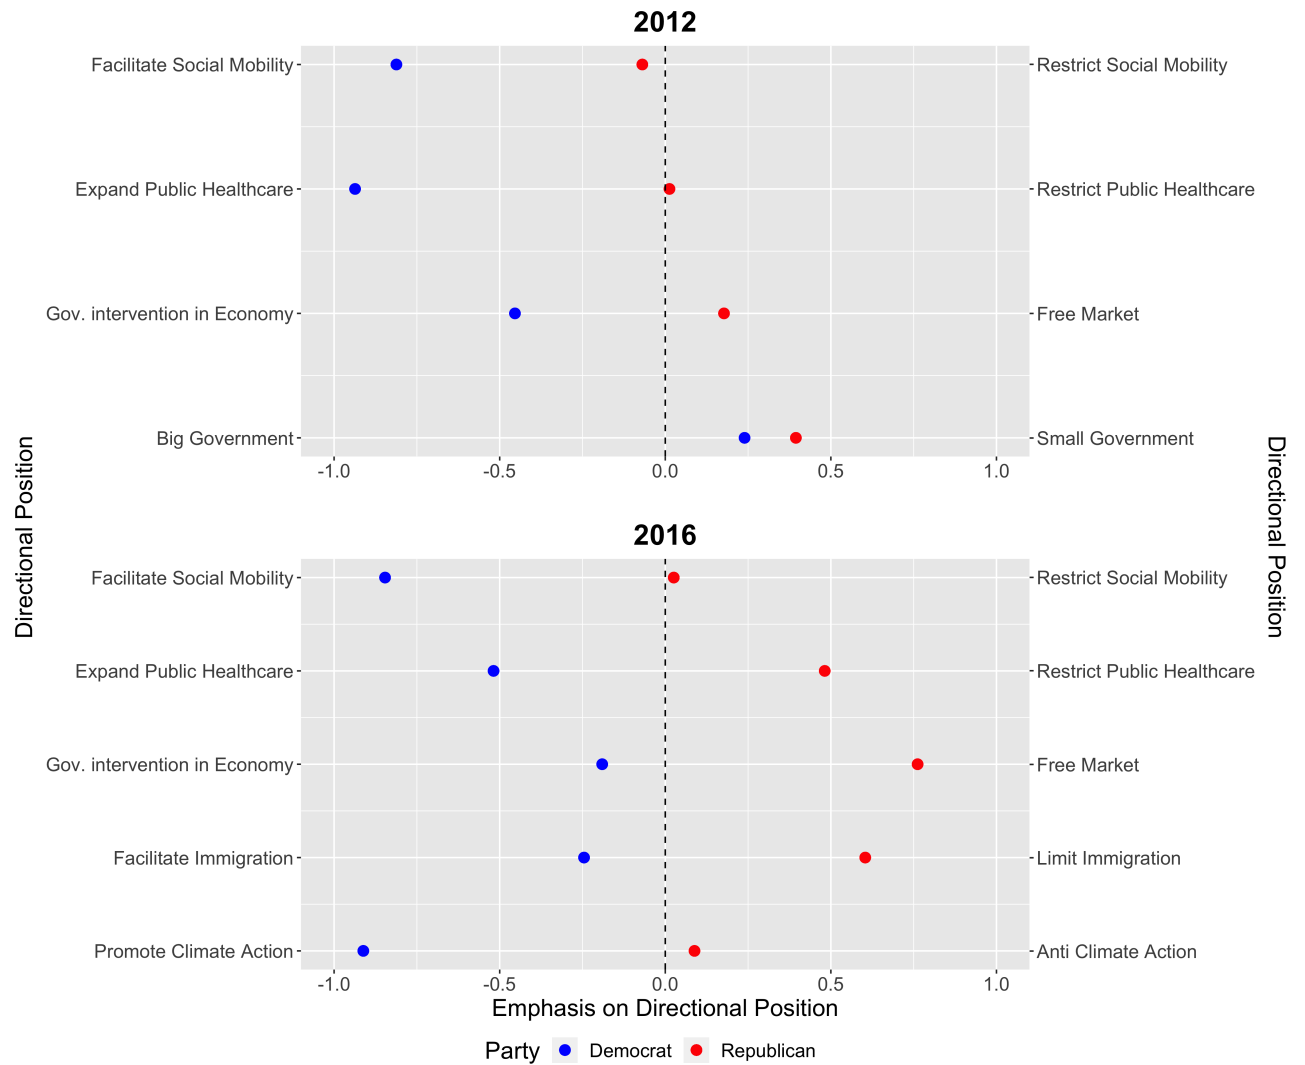 2012
Facilitate Social Mobility
Restrict Social Mobility
Expand Public Healthcare
Restrict Public Healthcare
Gov. intervention in Economy
Free Market
Big Government
Small Government
-1.0 -0.5 0.0 0.5 1.0
Directional Position
Directional Position
2016
Facilitate Social Mobility
Restrict Social Mobility
Expand Public Healthcare
Restrict Public Healthcare
Gov. intervention in Economy
Free Market
Facilitate Immigration
Limit Immigration
Promote Climate Action
Anti Climate Action
-1.0 -0.5 0.0 0.5 1.0
Emphasis on Directional Position
Party Democrat Republican